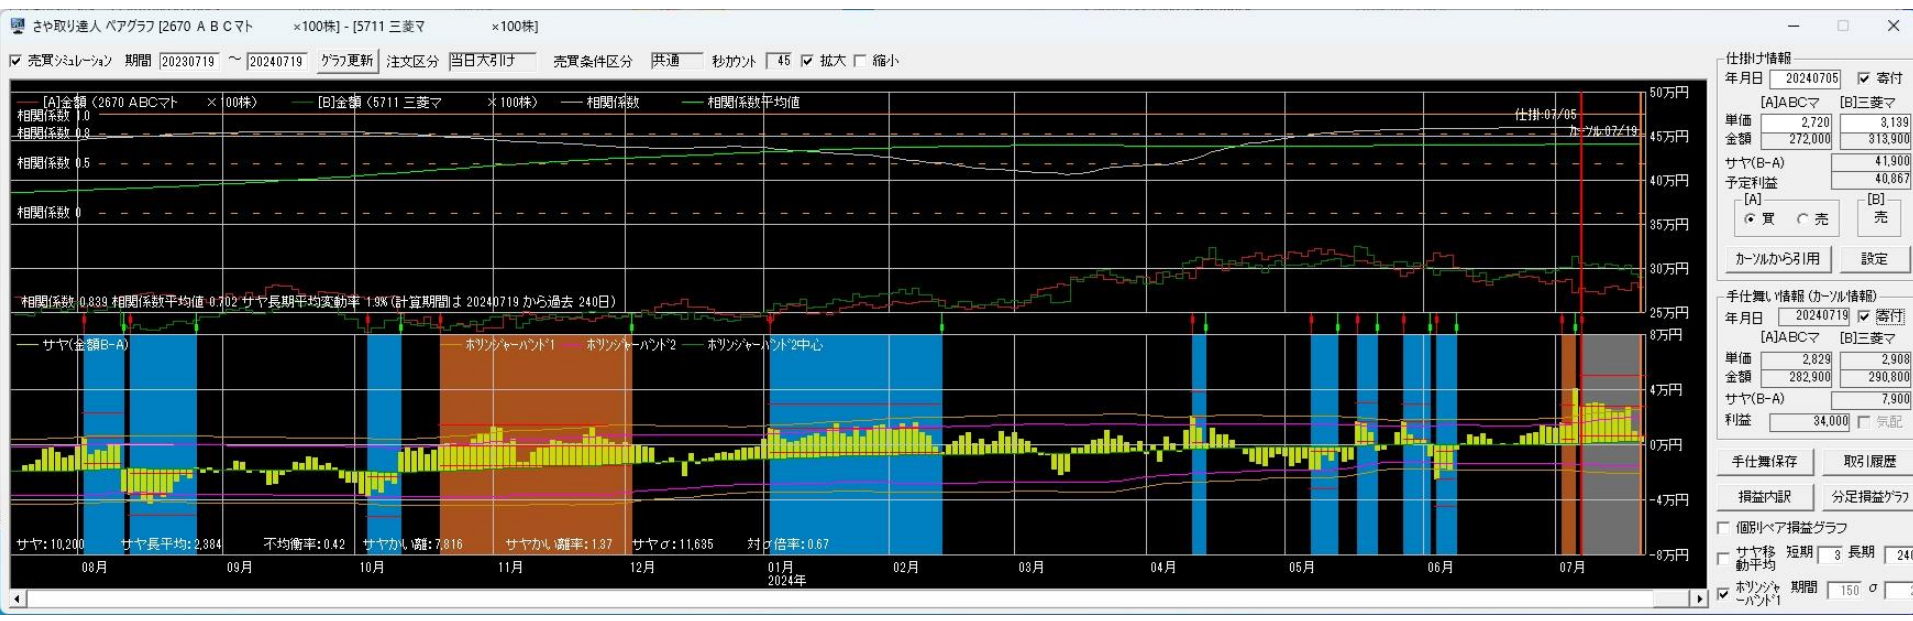 さや取り達人 ペアグラフ [2670 ＡＢＣマト ×100株] - [5711 三菱マ ×100株]
売買シミュレーション 期間 20230719 ～ 20240719 グラフ更新 注文区分 当日大引け 売買条件区分 共通 秒カウント 45 拡大 縮小
[A]金額 (2670 ABCマト ×100株) [B]金額 (5711 三菱マ ×100株) 相関係数 相関係数平均値
相関係数 1.0
相関係数 0.8
相関係数 0.5
相関係数 0
仕掛:07/05
カーソル:07/19
50万円
45万円
40万円
35万円
30万円
25万円
相関係数 0.839 相関係数平均値 0.702 サヤ長期平均変動率 1.9% (計算期間は 20240719 から過去 240日)
サヤ(金額B-A) ボリンジャーバンド1 ボリンジャーバンド2 ボリンジャーバンド2中心
8万円
4万円
0万円
-4万円
-8万円
サヤ:10,200 サヤ長平均:2,384 不均衡率:0.42 サヤかい離:7,816 サヤかい離率:1.37 サヤσ:11,635 対σ倍率:0.67
08月 09月 10月 11月 12月 01月 02月 03月 04月 05月 06月 07月
2024年
仕掛け情報
年月日 20240705 寄付
[A]ABCマ [B]三菱マ
単価 2,720 3,139
金額 272,000 313,900
サヤ(B-A) 41,900
予定利益 40,867
[A] [B]
買 売 売
カーソルから引用 設定
手仕舞い情報 (カーソル情報)
年月日 20240719 寄付
[A]ABCマ [B]三菱マ
単価 2,829 2,908
金額 282,900 290,800
サヤ(B-A) 7,900
利益 34,000 気配
手仕舞保存 取引履歴
損益内訳 分足損益グラフ
個別ペア損益グラフ
サヤ移動平均 短期 3 長期 240
ボリンジャーバンド1 期間 150 σ